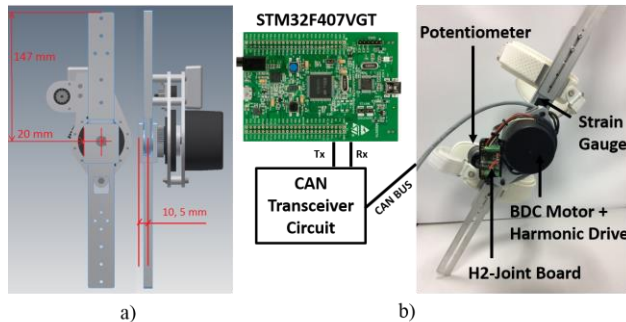 147 mm
20 mm
10, 5 mm
a)
STM32F407VGT
Tx
Rx
CAN
Transceiver
Circuit
CAN BUS
Potentiometer
Strain
Gauge
BDC Motor +
Harmonic Drive
H2-Joint Board
b)